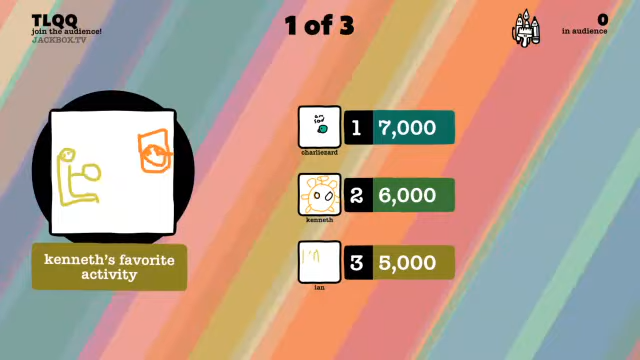 TLQQ
join the audience!
JACKBOX.TV
1 of 3
0
in audience
kenneth's favorite
activity
1 7,000
charliezard
2 6,000
kenneth
3 5,000
ian